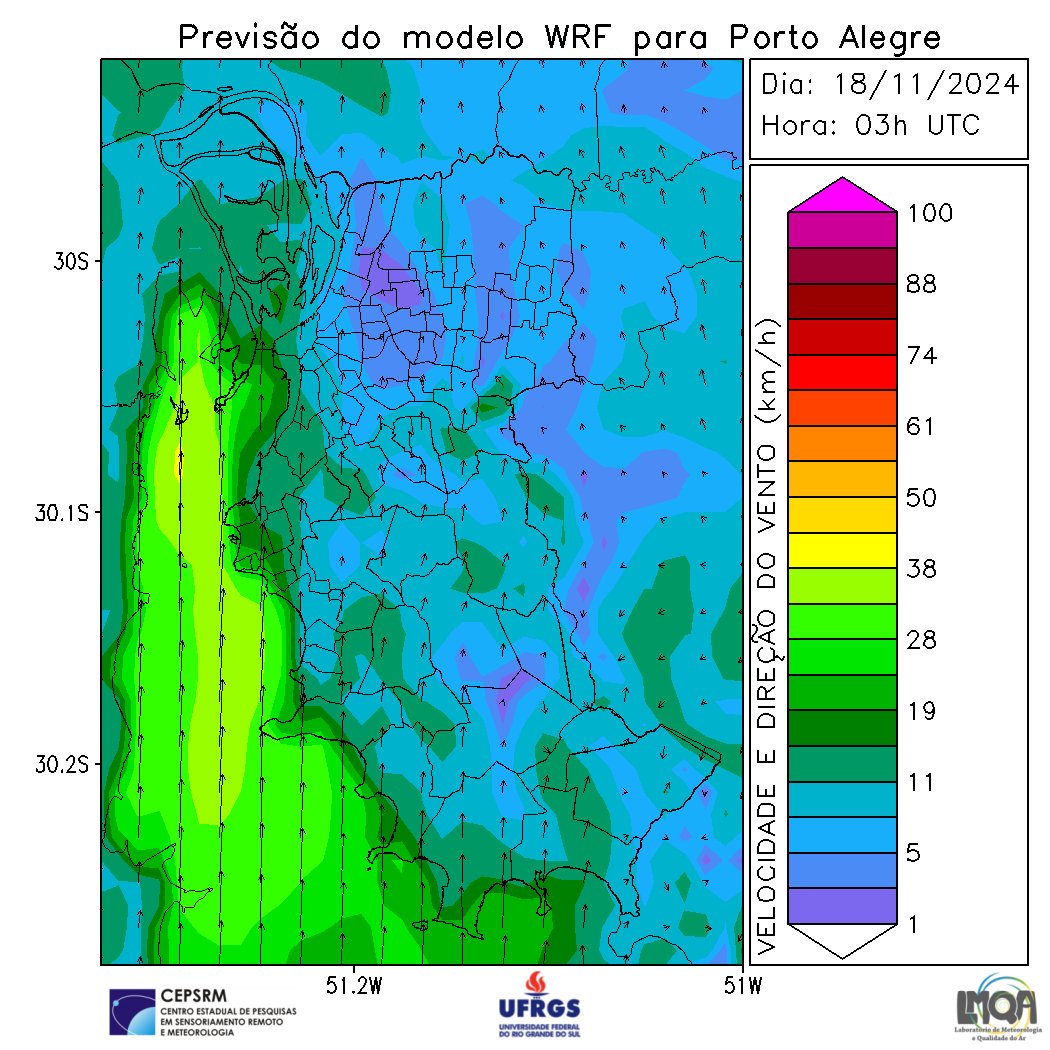 Previsão do modelo WRF para Porto Alegre
Dia: 18/11/2024
Hora: 03h UTC
30S
30.1S
30.2S
51.2W
51W
VELOCIDADE E DIREÇÃO DO VENTO (km/h)
100
88
74
61
50
38
28
19
11
5
1
CEPSRM
CENTRO ESTADUAL DE PESQUISAS
EM SENSORIAMENTO REMOTO
E METEOROLOGIA
UFRGS
UNIVERSIDADE FEDERAL
DO RIO GRANDE DO SUL
LMQA
Laboratório de Meteorologia
e Qualidade do Ar